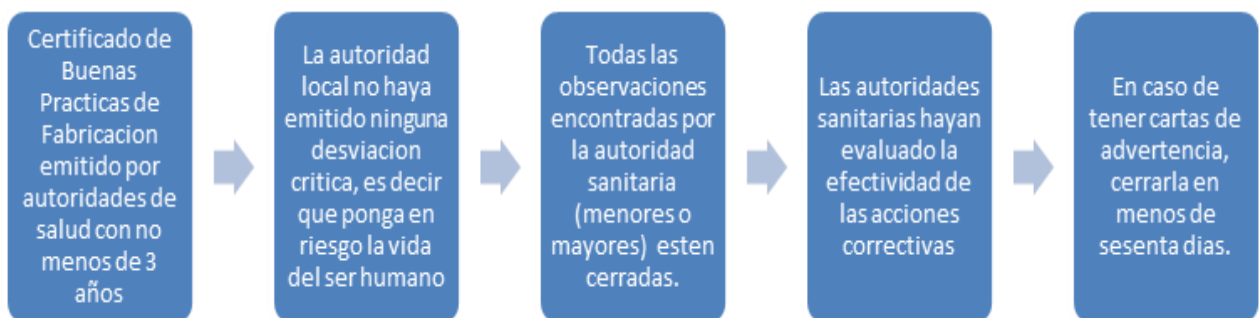 Certificado de
Buenas
Practicas de
Fabricacion
emitido por
autoridades de
salud con no
menos de 3
años
La autoridad
local no haya
emitido ninguna
desviacion
critica, es decir
que ponga en
riesgo la vida
del ser humano
Todas las
observaciones
encontradas por
la autoridad
sanitaria
(menores o
mayores) esten
cerradas.
Las autoridades
sanitarias hayan
evaluado la
efectividad de
las acciones
correctivas
En caso de
tener cartas de
advertencia,
cerrarla en
menos de
sesenta dias.